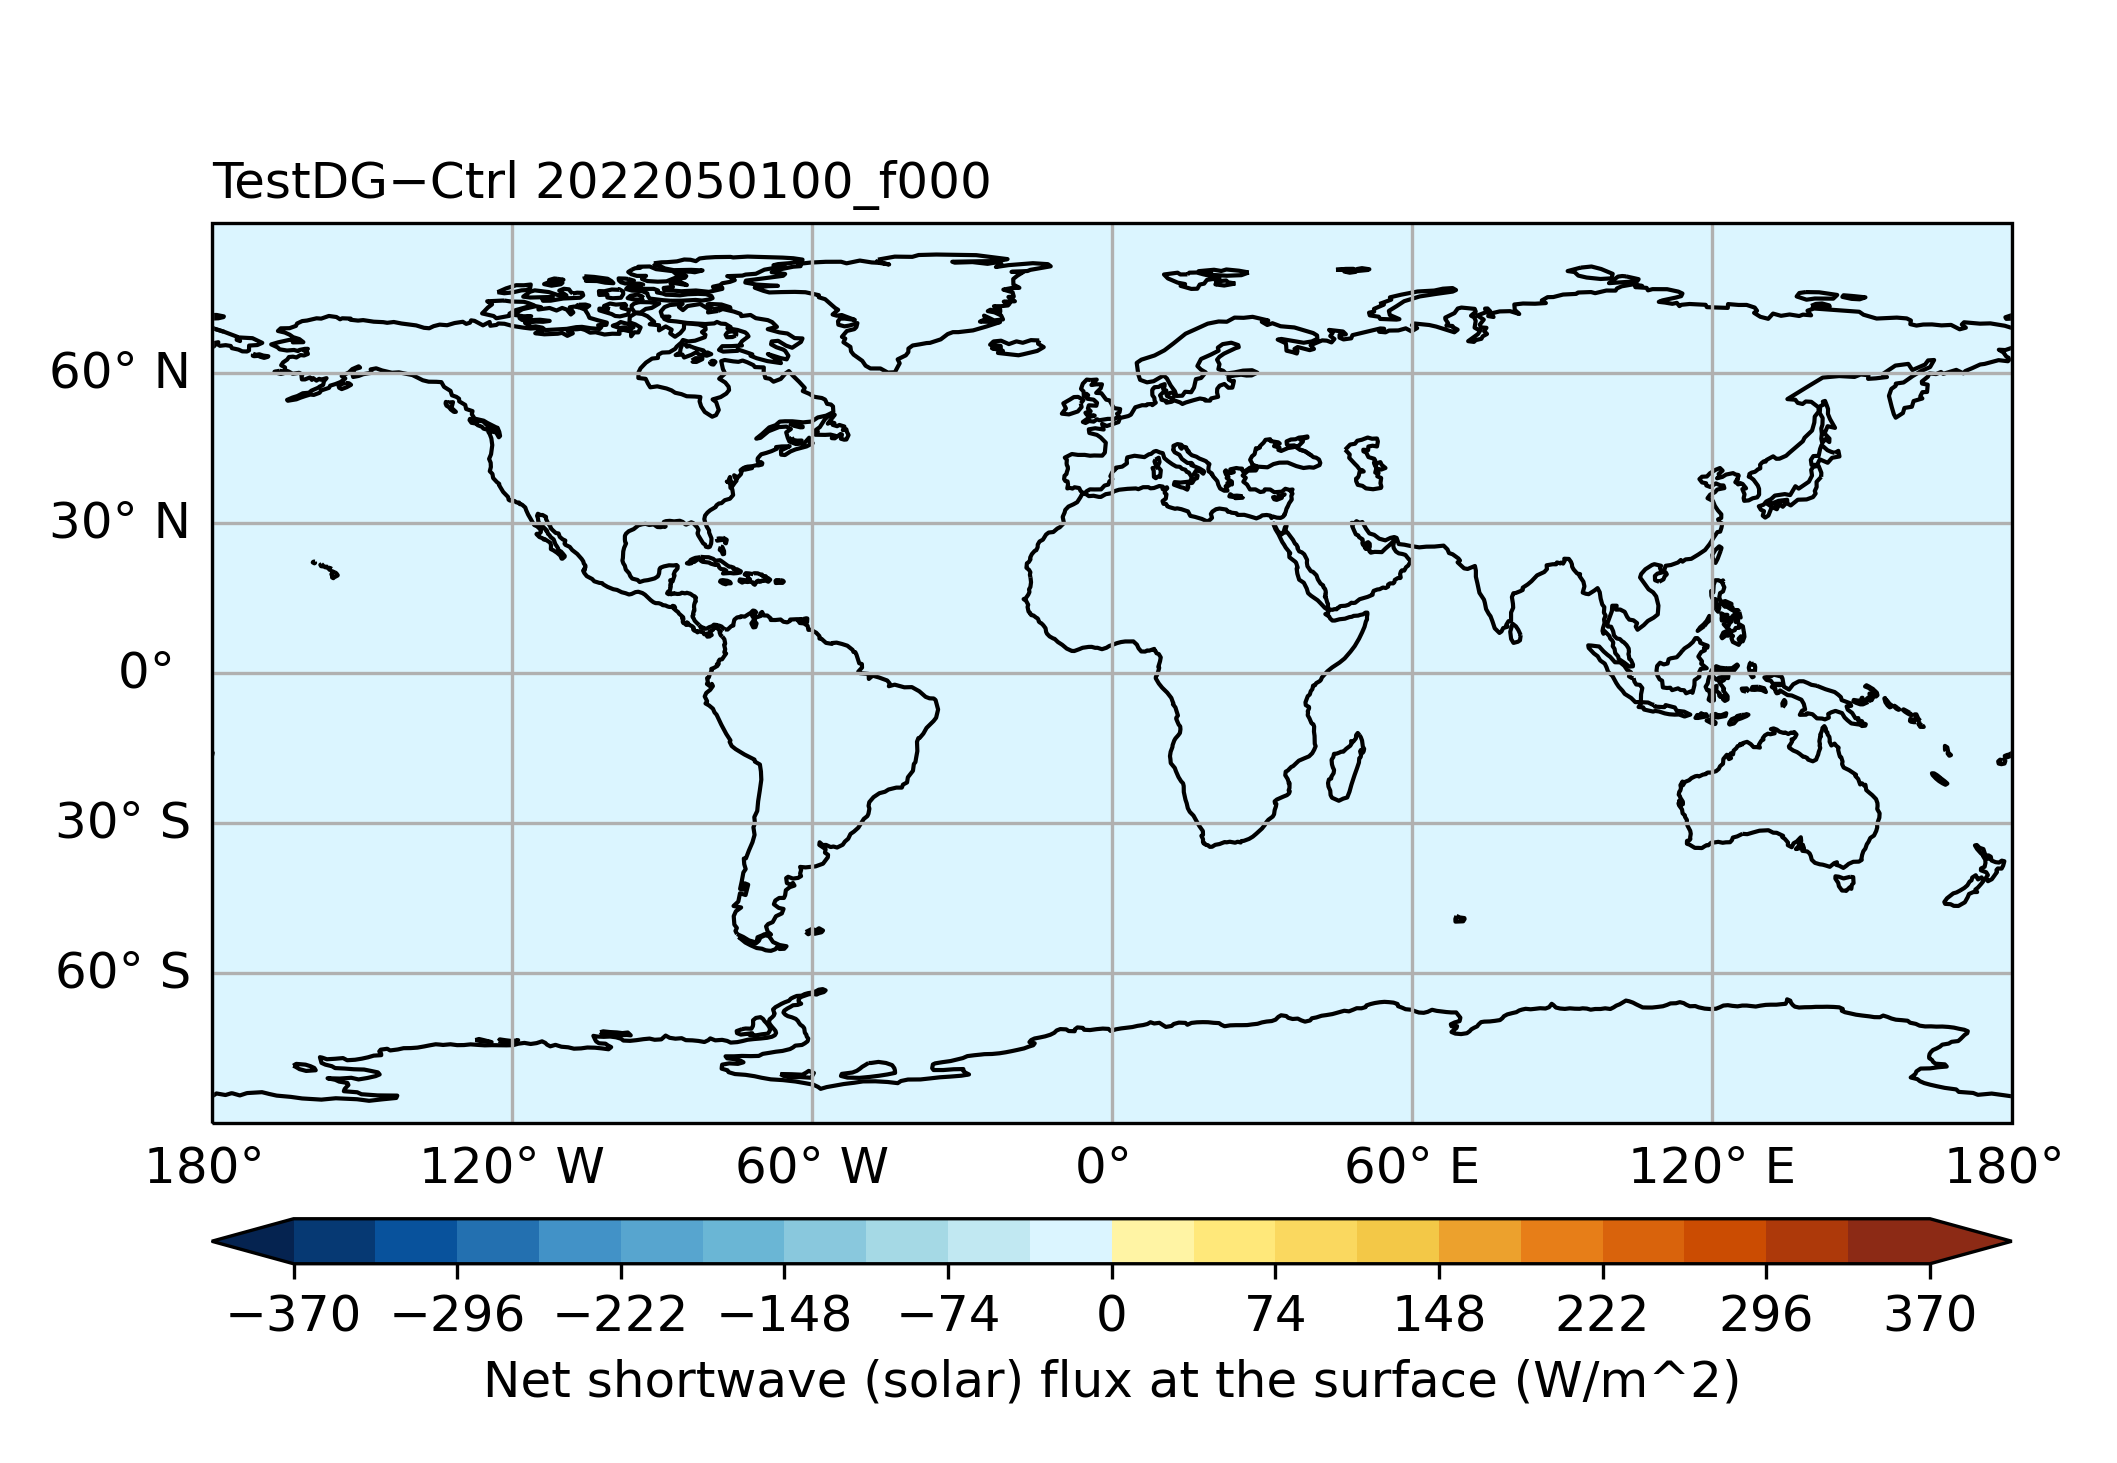 TestDG−Ctrl 2022050100_f000
60° N
30° N
0°
30° S
60° S
180° 120° W 60° W 0° 60° E 120° E 180°
−370 −296 −222 −148 −74 0 74 148 222 296 370
Net shortwave (solar) flux at the surface (W/m^2)